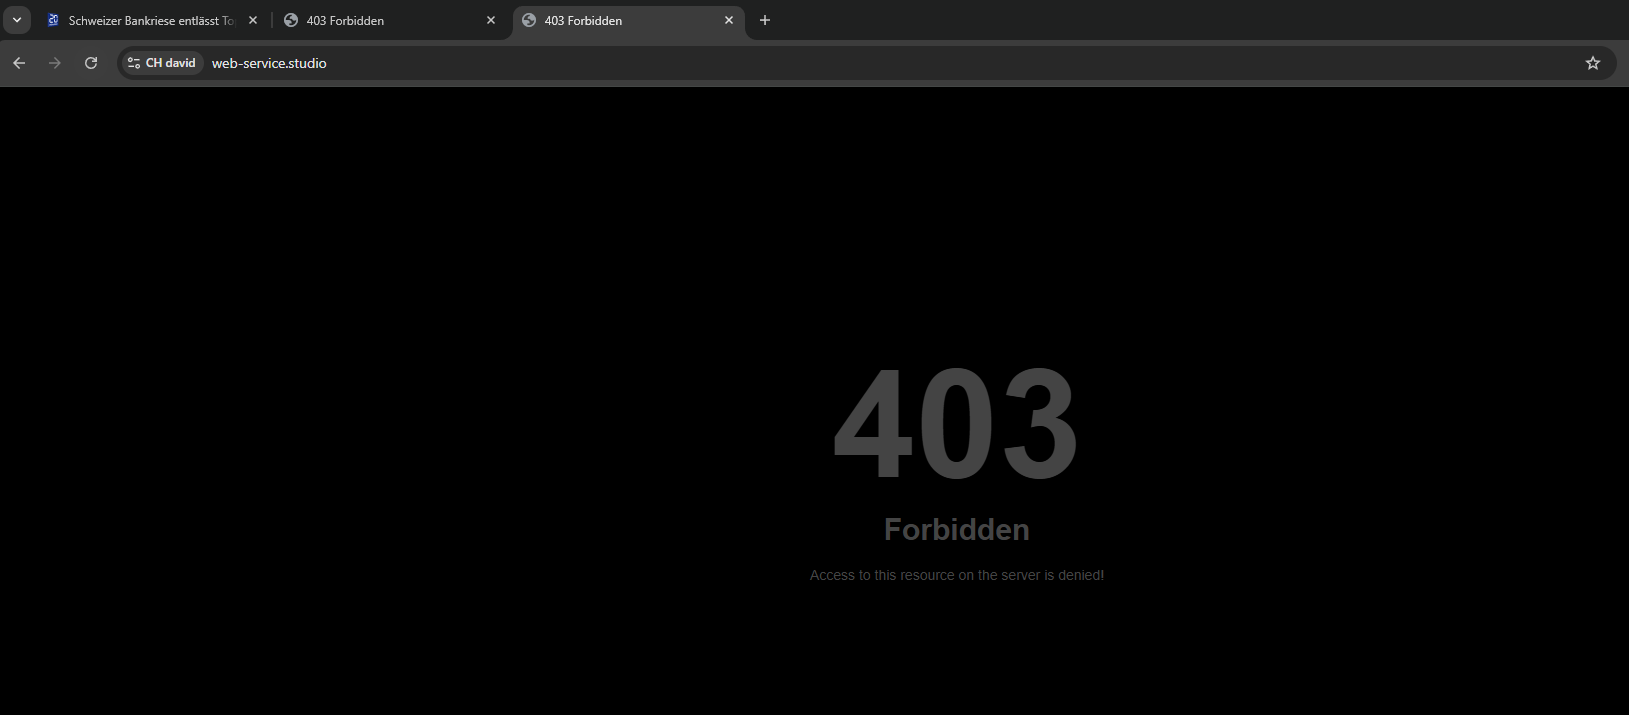 20 Schweizer Bankriese entlässt To
403 Forbidden
403 Forbidden
CH david
web-service.studio
403
Forbidden
Access to this resource on the server is denied!